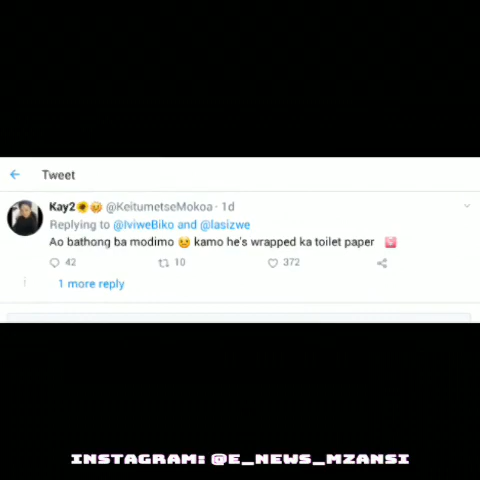 Tweet
Kay2🌻🥺 @KeitumetseMokoa · 1d
Replying to @IviweBiko and @lasizwe
Ao bathong ba modimo 😥 kamo he's wrapped ka toilet paper
42 10 372
1 more reply
INSTAGRAM: @E_NEWS_MZANSI